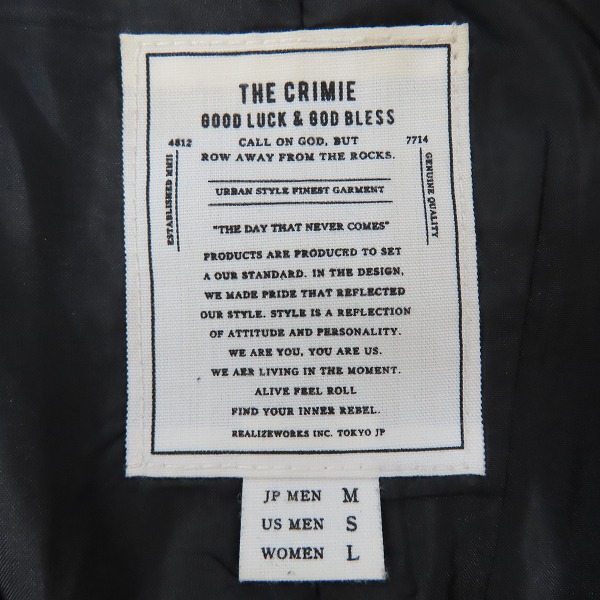 THE CRIMIE
GOOD LUCK & GOD BLESS
4812
CALL ON GOD, BUT
7714
ROW AWAY FROM THE ROCKS.
ESTABLISHED MMII
GENUINE QUALITY
URBAN STYLE FINEST GARMENT
"THE DAY THAT NEVER COMES"
PRODUCTS ARE PRODUCED TO SET
A OUR STANDARD. IN THE DESIGN,
WE MADE PRIDE THAT REFLECTED
OUR STYLE. STYLE IS A REFLECTION
OF ATTITUDE AND PERSONALITY.
WE ARE YOU, YOU ARE US.
WE AER LIVING IN THE MOMENT.
ALIVE FEEL ROLL
FIND YOUR INNER REBEL.
REALIZEWORKS INC. TOKYO JP
JP MEN M
US MEN S
WOMEN L